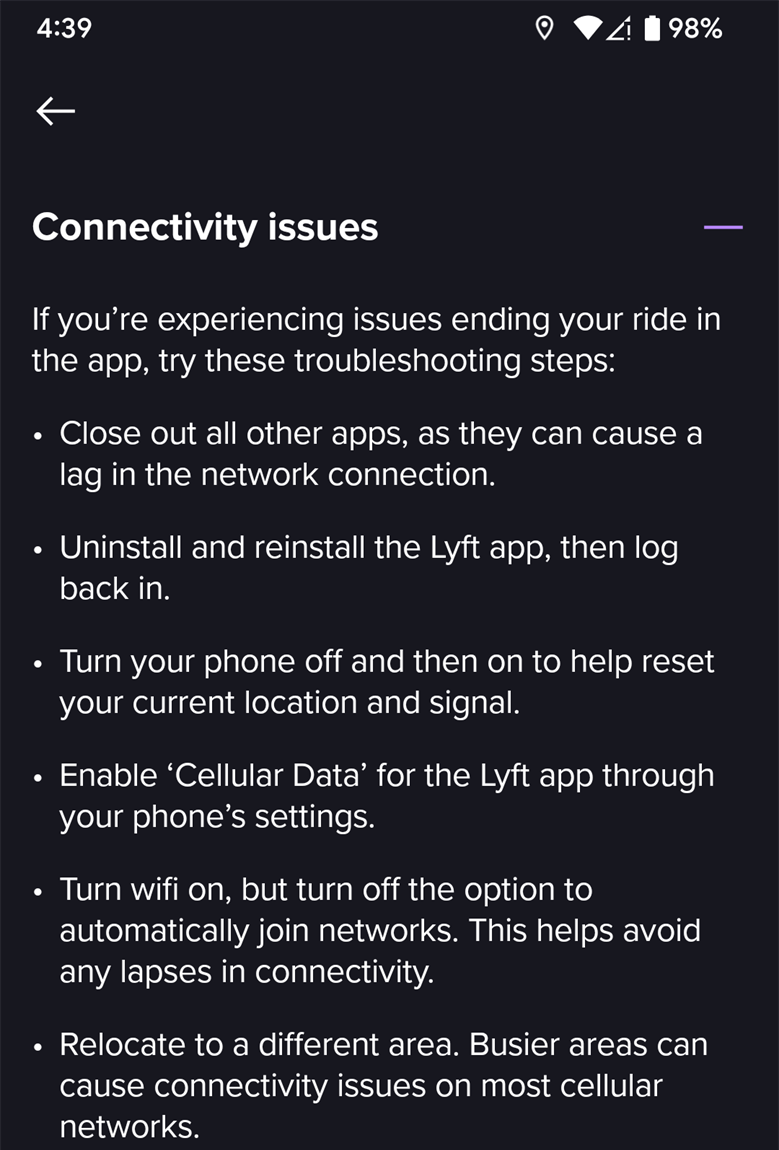 4:39
98%
Connectivity issues
If you’re experiencing issues ending your ride in
the app, try these troubleshooting steps:
• Close out all other apps, as they can cause a
lag in the network connection.
• Uninstall and reinstall the Lyft app, then log
back in.
• Turn your phone off and then on to help reset
your current location and signal.
• Enable ‘Cellular Data’ for the Lyft app through
your phone’s settings.
• Turn wifi on, but turn off the option to
automatically join networks. This helps avoid
any lapses in connectivity.
• Relocate to a different area. Busier areas can
cause connectivity issues on most cellular
networks.